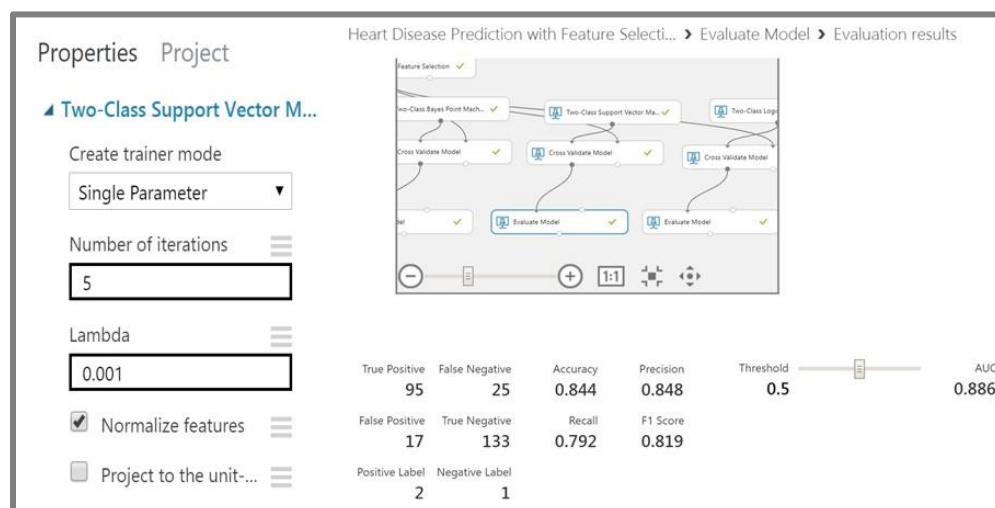 Properties Project
Two-Class Support Vector M...
Create trainer mode
Single Parameter
Number of iterations
5
Lambda
0.001
Normalize features
Project to the unit-...
Heart Disease Prediction with Feature Selecti... > Evaluate Model > Evaluation results
Feature Selection
Two-Class Bayes Point Mach... Two-Class Support Vector Ma... Two-Class Log
Cross Validate Model Cross Validate Model Cross Validate Model
Evaluate Model Evaluate Model
1:1
True Positive False Negative Accuracy Precision Threshold AUC
95 25 0.844 0.848 0.5 0.886
False Positive True Negative Recall F1 Score
17 133 0.792 0.819
Positive Label Negative Label
2 1